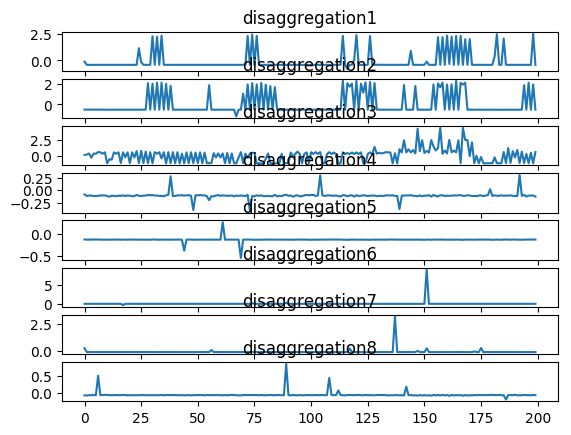 disaggregation1
2.5
0.0
disaggregation2
2
0
disaggregation3
2.5
0.0
disaggregation4
0.25
0.00
−0.25
disaggregation5
0.0
−0.5
disaggregation6
5
0
disaggregation7
2.5
0.0
disaggregation8
0.5
0.0
0 25 50 75 100 125 150 175 200